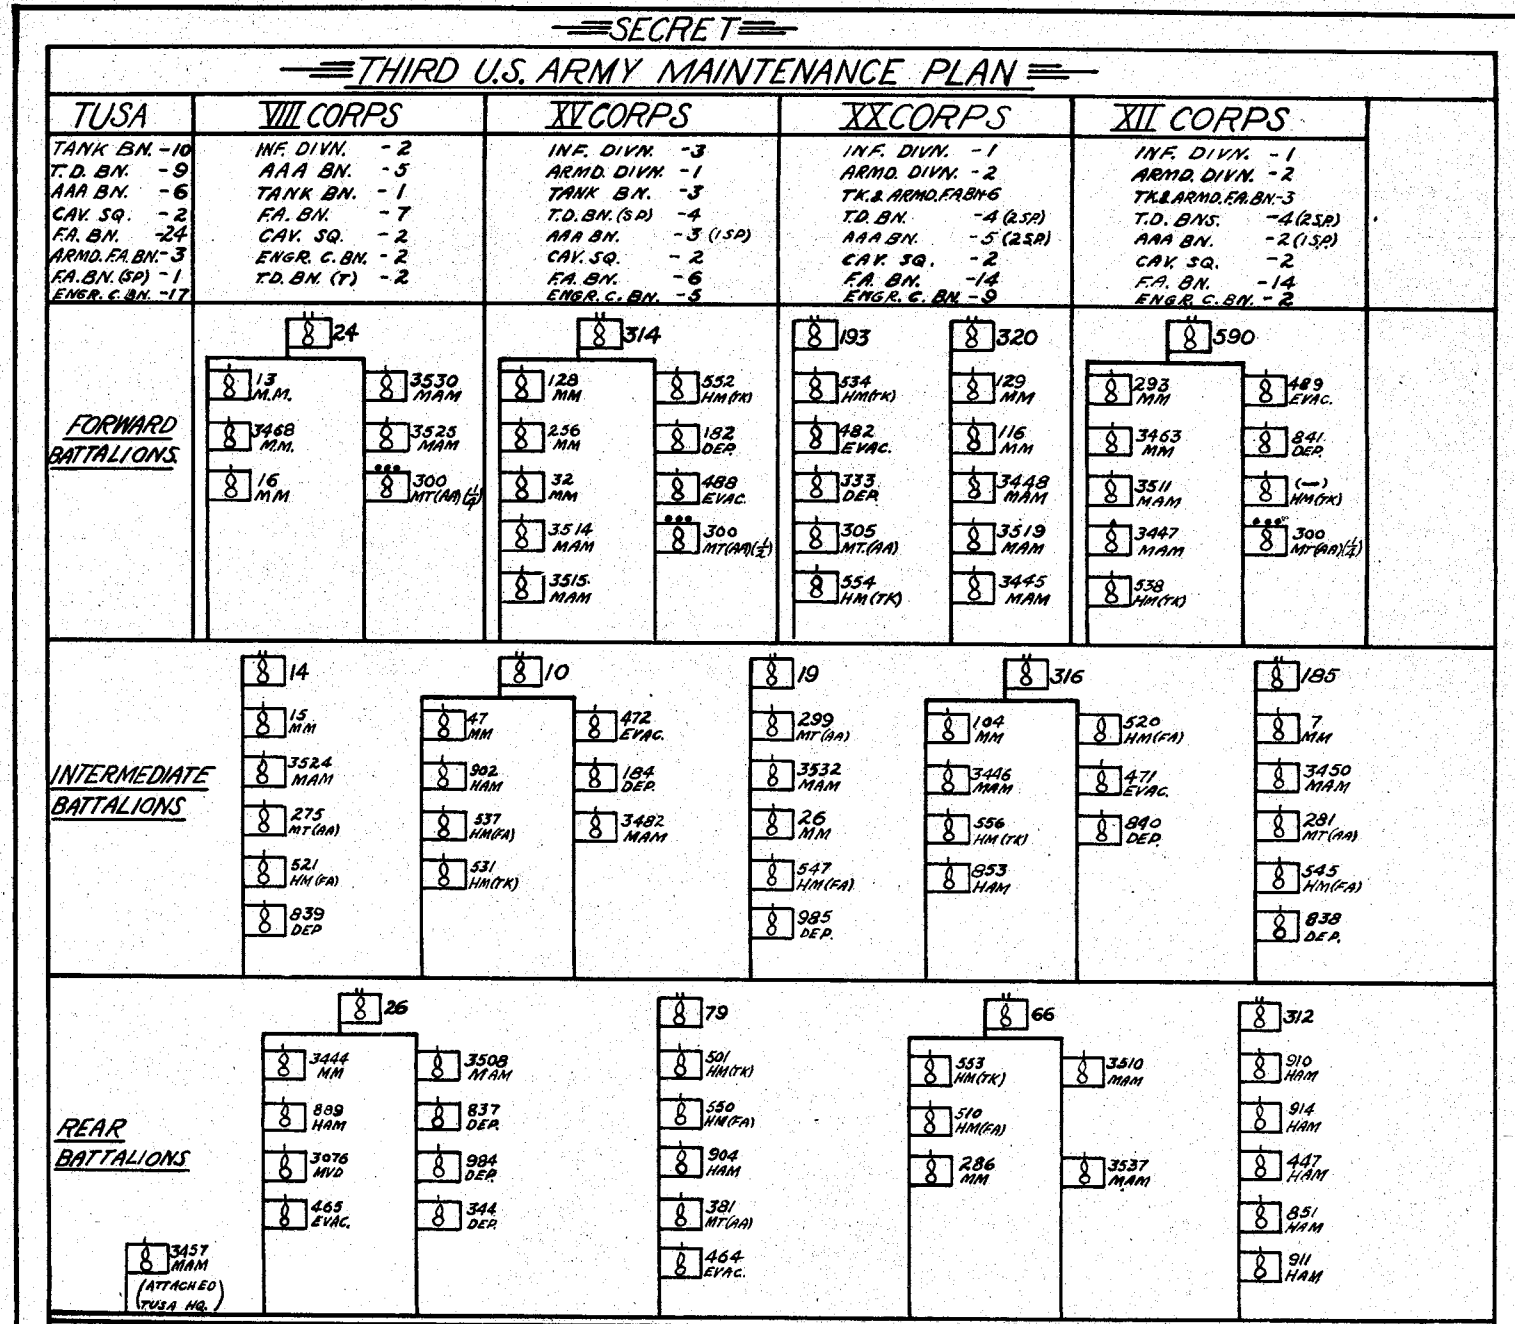 SECRET
THIRD U.S. ARMY MAINTENANCE PLAN
TUSA
TANK BN. -10
T.D. BN. -9
AAA BN. -6
CAV. SQ. -2
F.A. BN. -24
ARMD. F.A. BN. -3
F.A. BN. (SP) -1
ENGR. C. BN. -17
VIII CORPS
INF. DIVN. -2
AAA BN. -5
TANK BN. -1
F.A. BN. -7
CAV. SQ. -2
ENGR. C. BN. -2
T.D. BN. (T) -2
XV CORPS
INF. DIVN. -3
ARMD. DIVN. -1
TANK BN. -3
T.D. BN. (SP) -4
AAA BN. -3 (1SP)
CAV. SQ. -2
F.A. BN. -6
ENGR. C. BN. -5
XX CORPS
INF. DIVN. -1
ARMD. DIVN. -2
TK. & ARMD. F.A. BN-6
T.D. BN. -4 (2SP)
AAA BN. -5 (2SP)
CAV. SQ. -2
F.A. BN. -14
ENGR. C. BN. -9
XII CORPS
INF. DIVN. -1
ARMD. DIVN. -2
TK. & ARMD. F.A. BN.-3
T.D. BNS. -4 (2SP)
AAA BN. -2 (1SP)
CAV. SQ. -2
F.A. BN. -14
ENGR. C. BN. -2
FORWARD
BATTALIONS.
24
13
M.M.
3468
M.M.
16
MM
3530
MAM
3525
MAM
300
MT(AA)(1/4)
314
128
MM
256
MM
32
MM
3514
MAM
3515
MAM
552
HM(TK)
182
DEP.
488
EVAC.
300
MT(AA)(1/2)
193
534
HM(TK)
482
EVAC.
333
DEP.
305
MT.(AA)
554
HM(TK)
320
129
MM
116
MM
3448
MAM
3519
MAM
3445
MAM
590
293
MM
3463
MM
3511
MAM
3447
MAM
538
HM(TK)
489
EVAC.
841
DEP.
(—)
HM(TK)
300
MT(AA)(1/4)
INTERMEDIATE
BATTALIONS
14
15
MM
3524
MAM
275
MT(AA)
521
HM(FA)
839
DEP
10
47
MM
902
HAM
537
HM(FA)
531
HM(TK)
472
EVAC.
184
DEP.
3482
MAM
19
299
MT(AA)
3532
MAM
26
MM
547
HM(FA)
985
DEP.
316
104
MM
3446
MAM
556
HM(TK)
853
HAM
520
HM(FA)
471
EVAC.
840
DEP.
185
7
MM
3450
MAM
281
MT(AA)
545
HM(FA)
838
DEP.
REAR
BATTALIONS
3457
MAM
(ATTACHED
TUSA HQ.)
26
3444
MM
889
HAM
3076
MVD
465
EVAC.
3508
MAM
837
DEP.
984
DEP.
344
DEP.
79
501
HM(TK)
550
HM(FA)
904
HAM
381
MT(AA)
464
EVAC.
66
553
HM(TK)
510
HM(FA)
286
MM
3510
MAM
3537
MAM
312
910
HAM
914
HAM
447
HAM
851
HAM
911
HAM